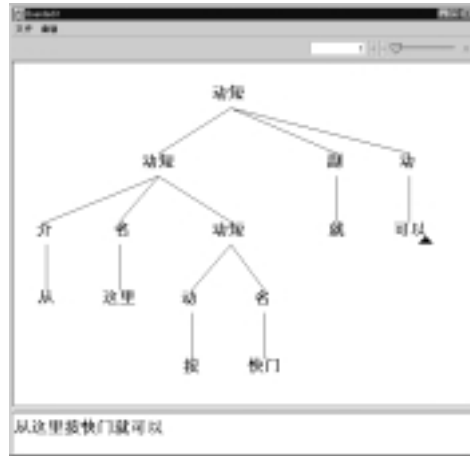 动短
动短 副 动
介 名 动短 就 可以
从 这里 动 名
按 快门
从这里按快门就可以